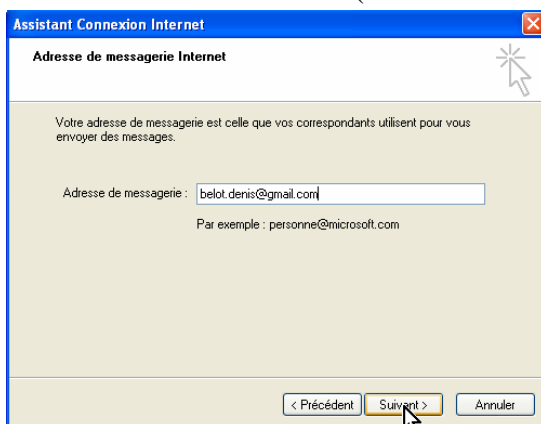 Assistant Connexion Internet
Adresse de messagerie Internet
Votre adresse de messagerie est celle que vos correspondants utilisent pour vous
envoyer des messages.
Adresse de messagerie : belot.denis@gmail.com
Par exemple : personne@microsoft.com
< Précédent Suivant > Annuler